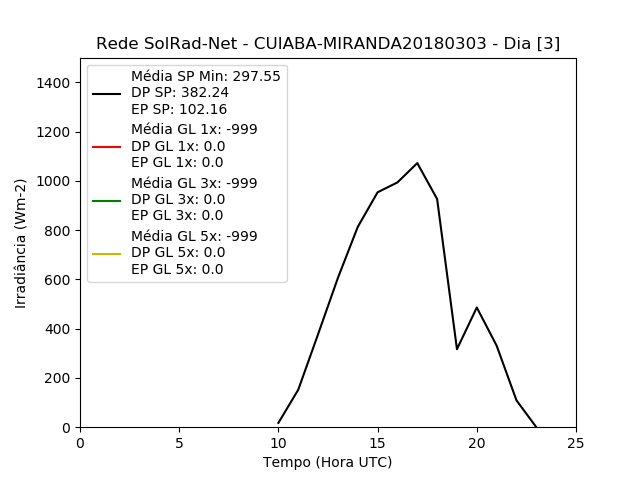 Rede SolRad-Net - CUIABA-MIRANDA20180303 - Dia [3]
Média SP Min: 297.55
DP SP: 382.24
EP SP: 102.16
Média GL 1x: -999
DP GL 1x: 0.0
EP GL 1x: 0.0
Média GL 3x: -999
DP GL 3x: 0.0
EP GL 3x: 0.0
Média GL 5x: -999
DP GL 5x: 0.0
EP GL 5x: 0.0
Irradiância (Wm-2)
1400
1200
1000
800
600
400
200
0
0 5 10 15 20 25
Tempo (Hora UTC)